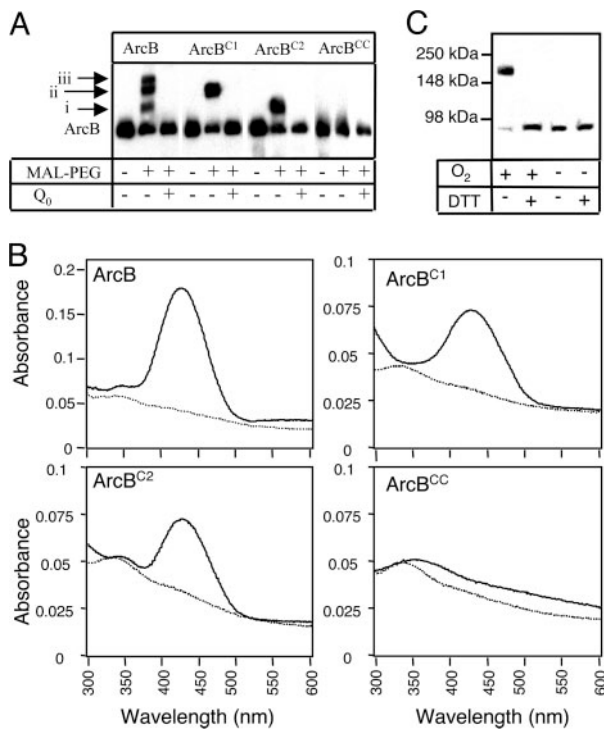 A
ArcB ArcB^C1 ArcB^C2 ArcB^CC
iii
ii
i
ArcB
MAL-PEG - + + - + + - + + - + +
Q0 - - + - - + - - + - - +
C
250 kDa
148 kDa
98 kDa
O2 + + - -
DTT - + - +
B
ArcB
0.2
0.15
0.1
0.05
0
Absorbance
ArcB^C1
0.1
0.075
0.05
0.025
0
ArcB^C2
0.1
0.075
0.05
0.025
0
Absorbance
300 350 400 450 500 550 600
Wavelength (nm)
ArcB^CC
0.1
0.075
0.05
0.025
0
300 350 400 450 500 550 600
Wavelength (nm)